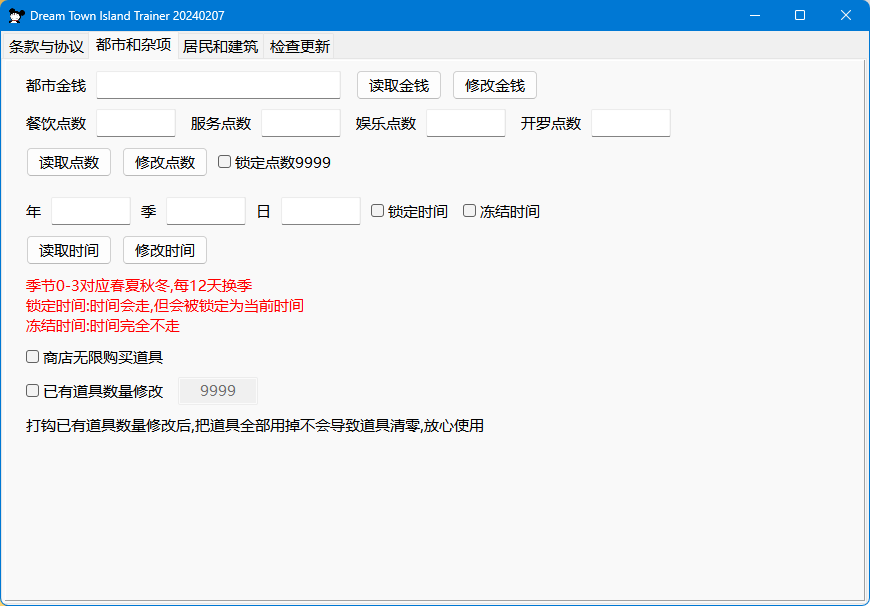 Dream Town Island Trainer 20240207
条款与协议 都市和杂项 居民和建筑 检查更新
都市金钱 读取金钱 修改金钱
餐饮点数 服务点数 娱乐点数 开罗点数
读取点数 修改点数 锁定点数9999
年 季 日 锁定时间 冻结时间
读取时间 修改时间
季节0-3对应春夏秋冬,每12天换季
锁定时间:时间会走,但会被锁定为当前时间
冻结时间:时间完全不走
商店无限购买道具
已有道具数量修改 9999
打钩已有道具数量修改后,把道具全部用掉不会导致道具清零,放心使用